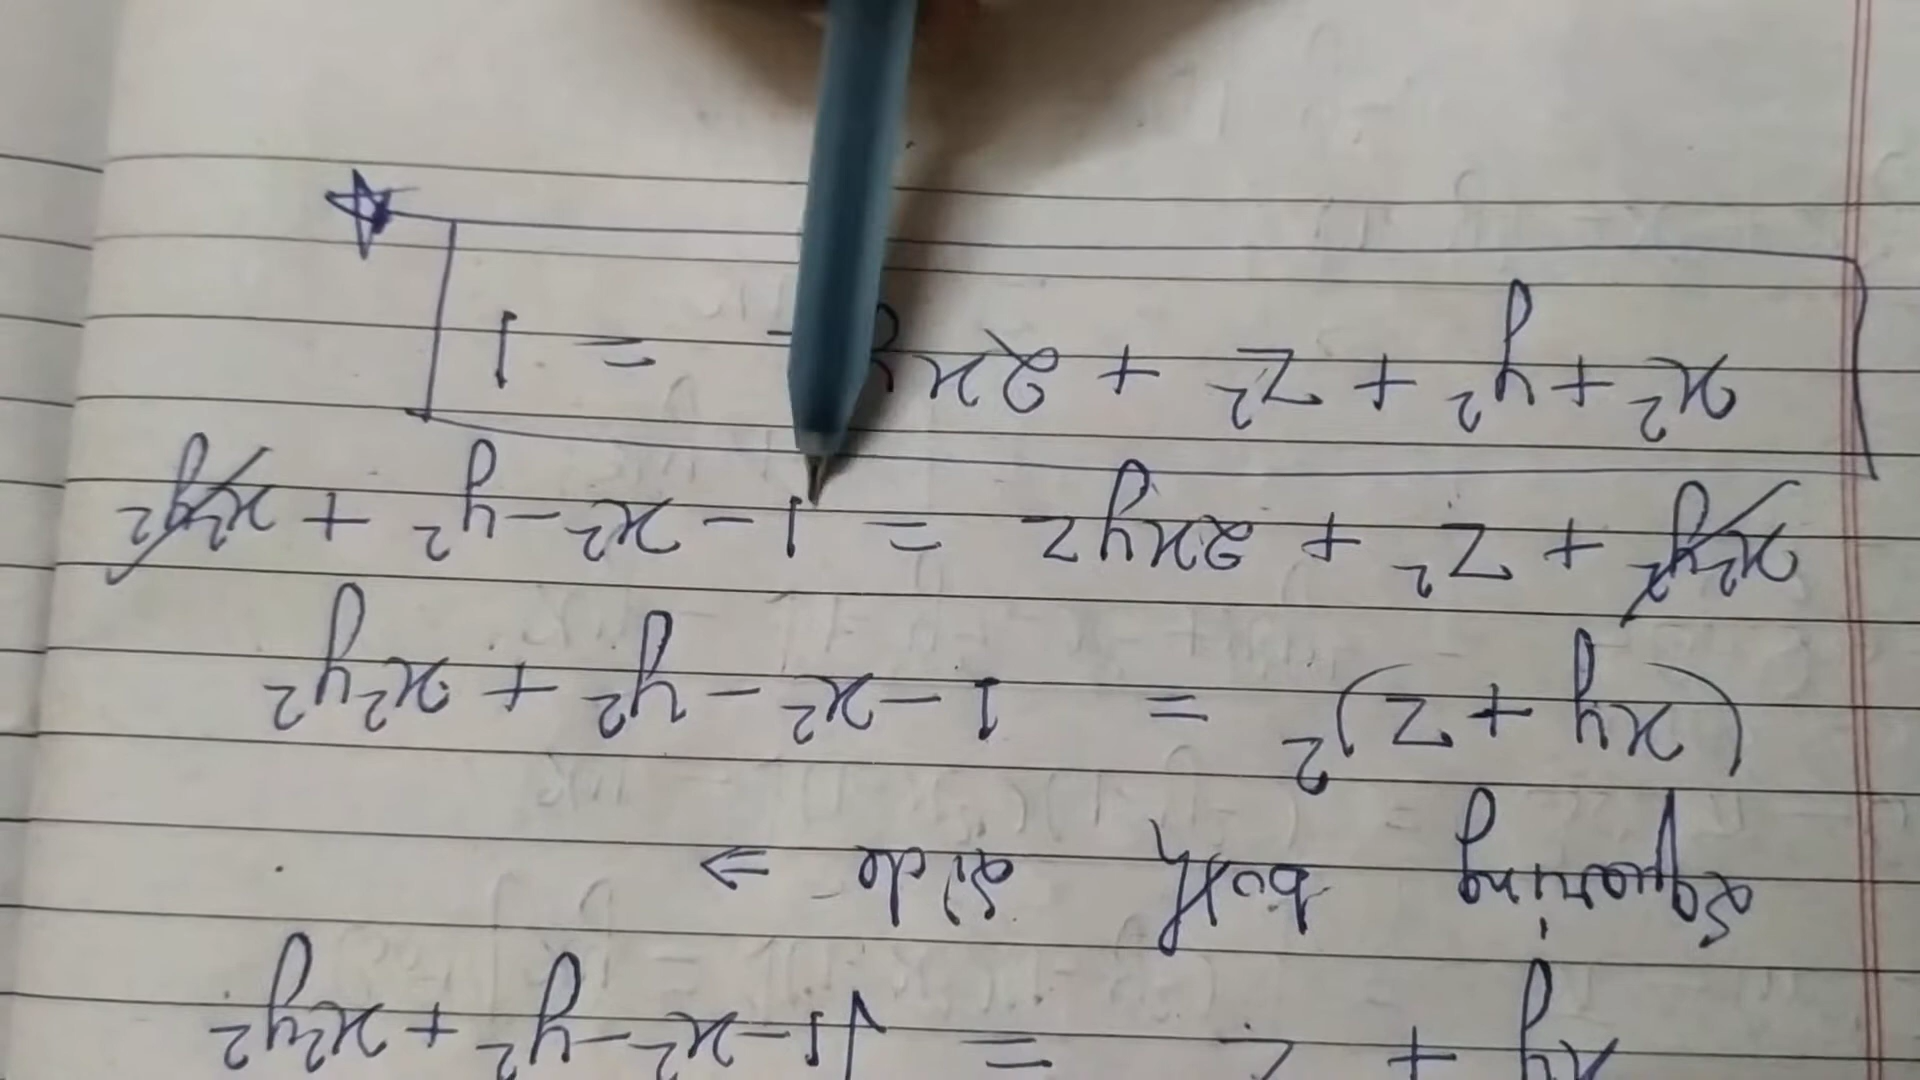 xy + z = √1-x²-y²+x²y²
Squaring both side ⇒
(xy + z)² = 1-x²-y²+x²y²
x²y² + z² + 2xyz = 1-x²-y²+x²y²
x²+y²+z²+2xy = 1